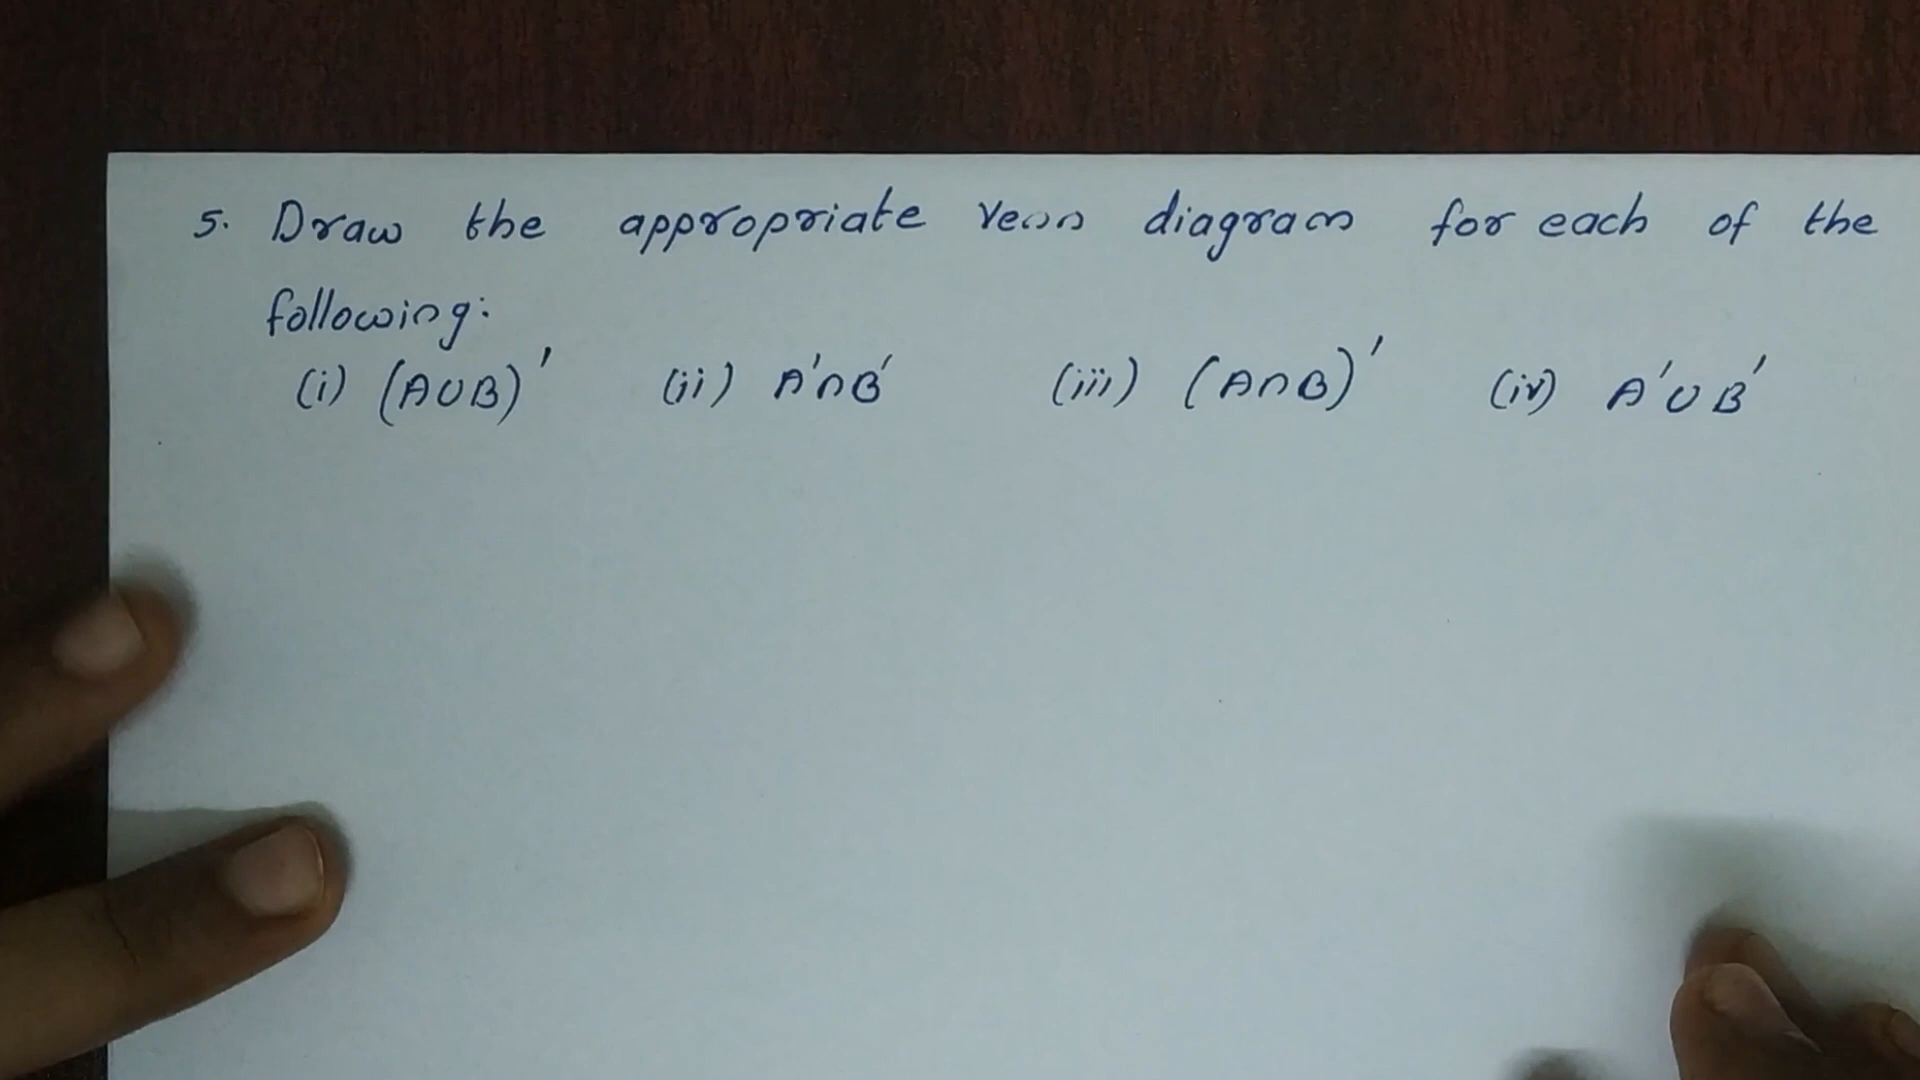 5. Draw the appropriate venn diagram for each of the
following:
(i) (A∪B)′ (ii) A′∩B′ (iii) (A∩B)′ (iv) A′∪B′